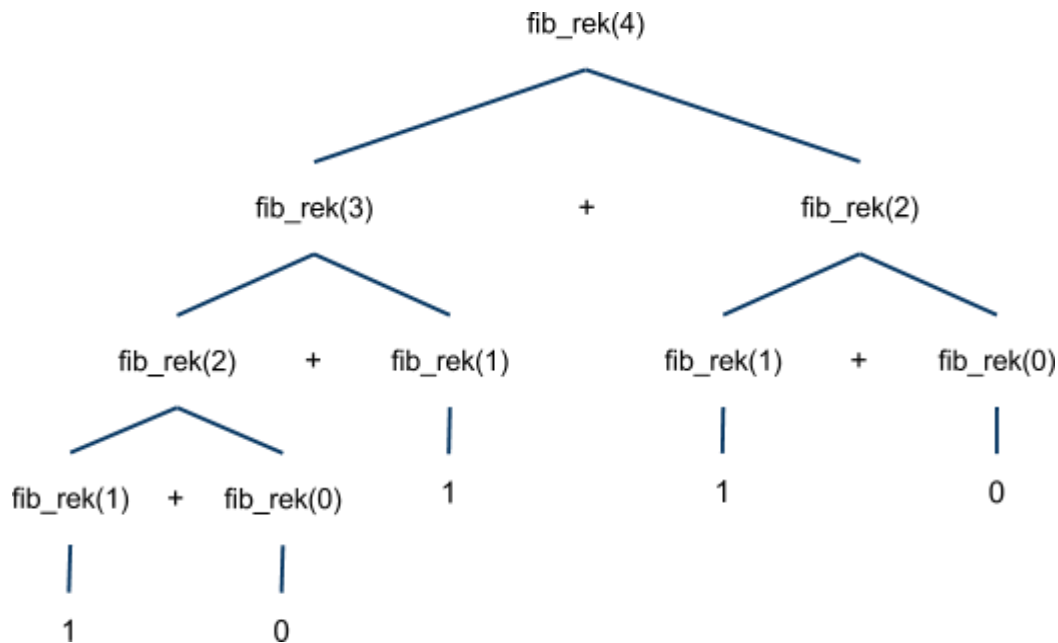 fib_rek(4)
fib_rek(3) + fib_rek(2)
fib_rek(2) + fib_rek(1) fib_rek(1) + fib_rek(0)
fib_rek(1) + fib_rek(0) 1 1 0
1 0